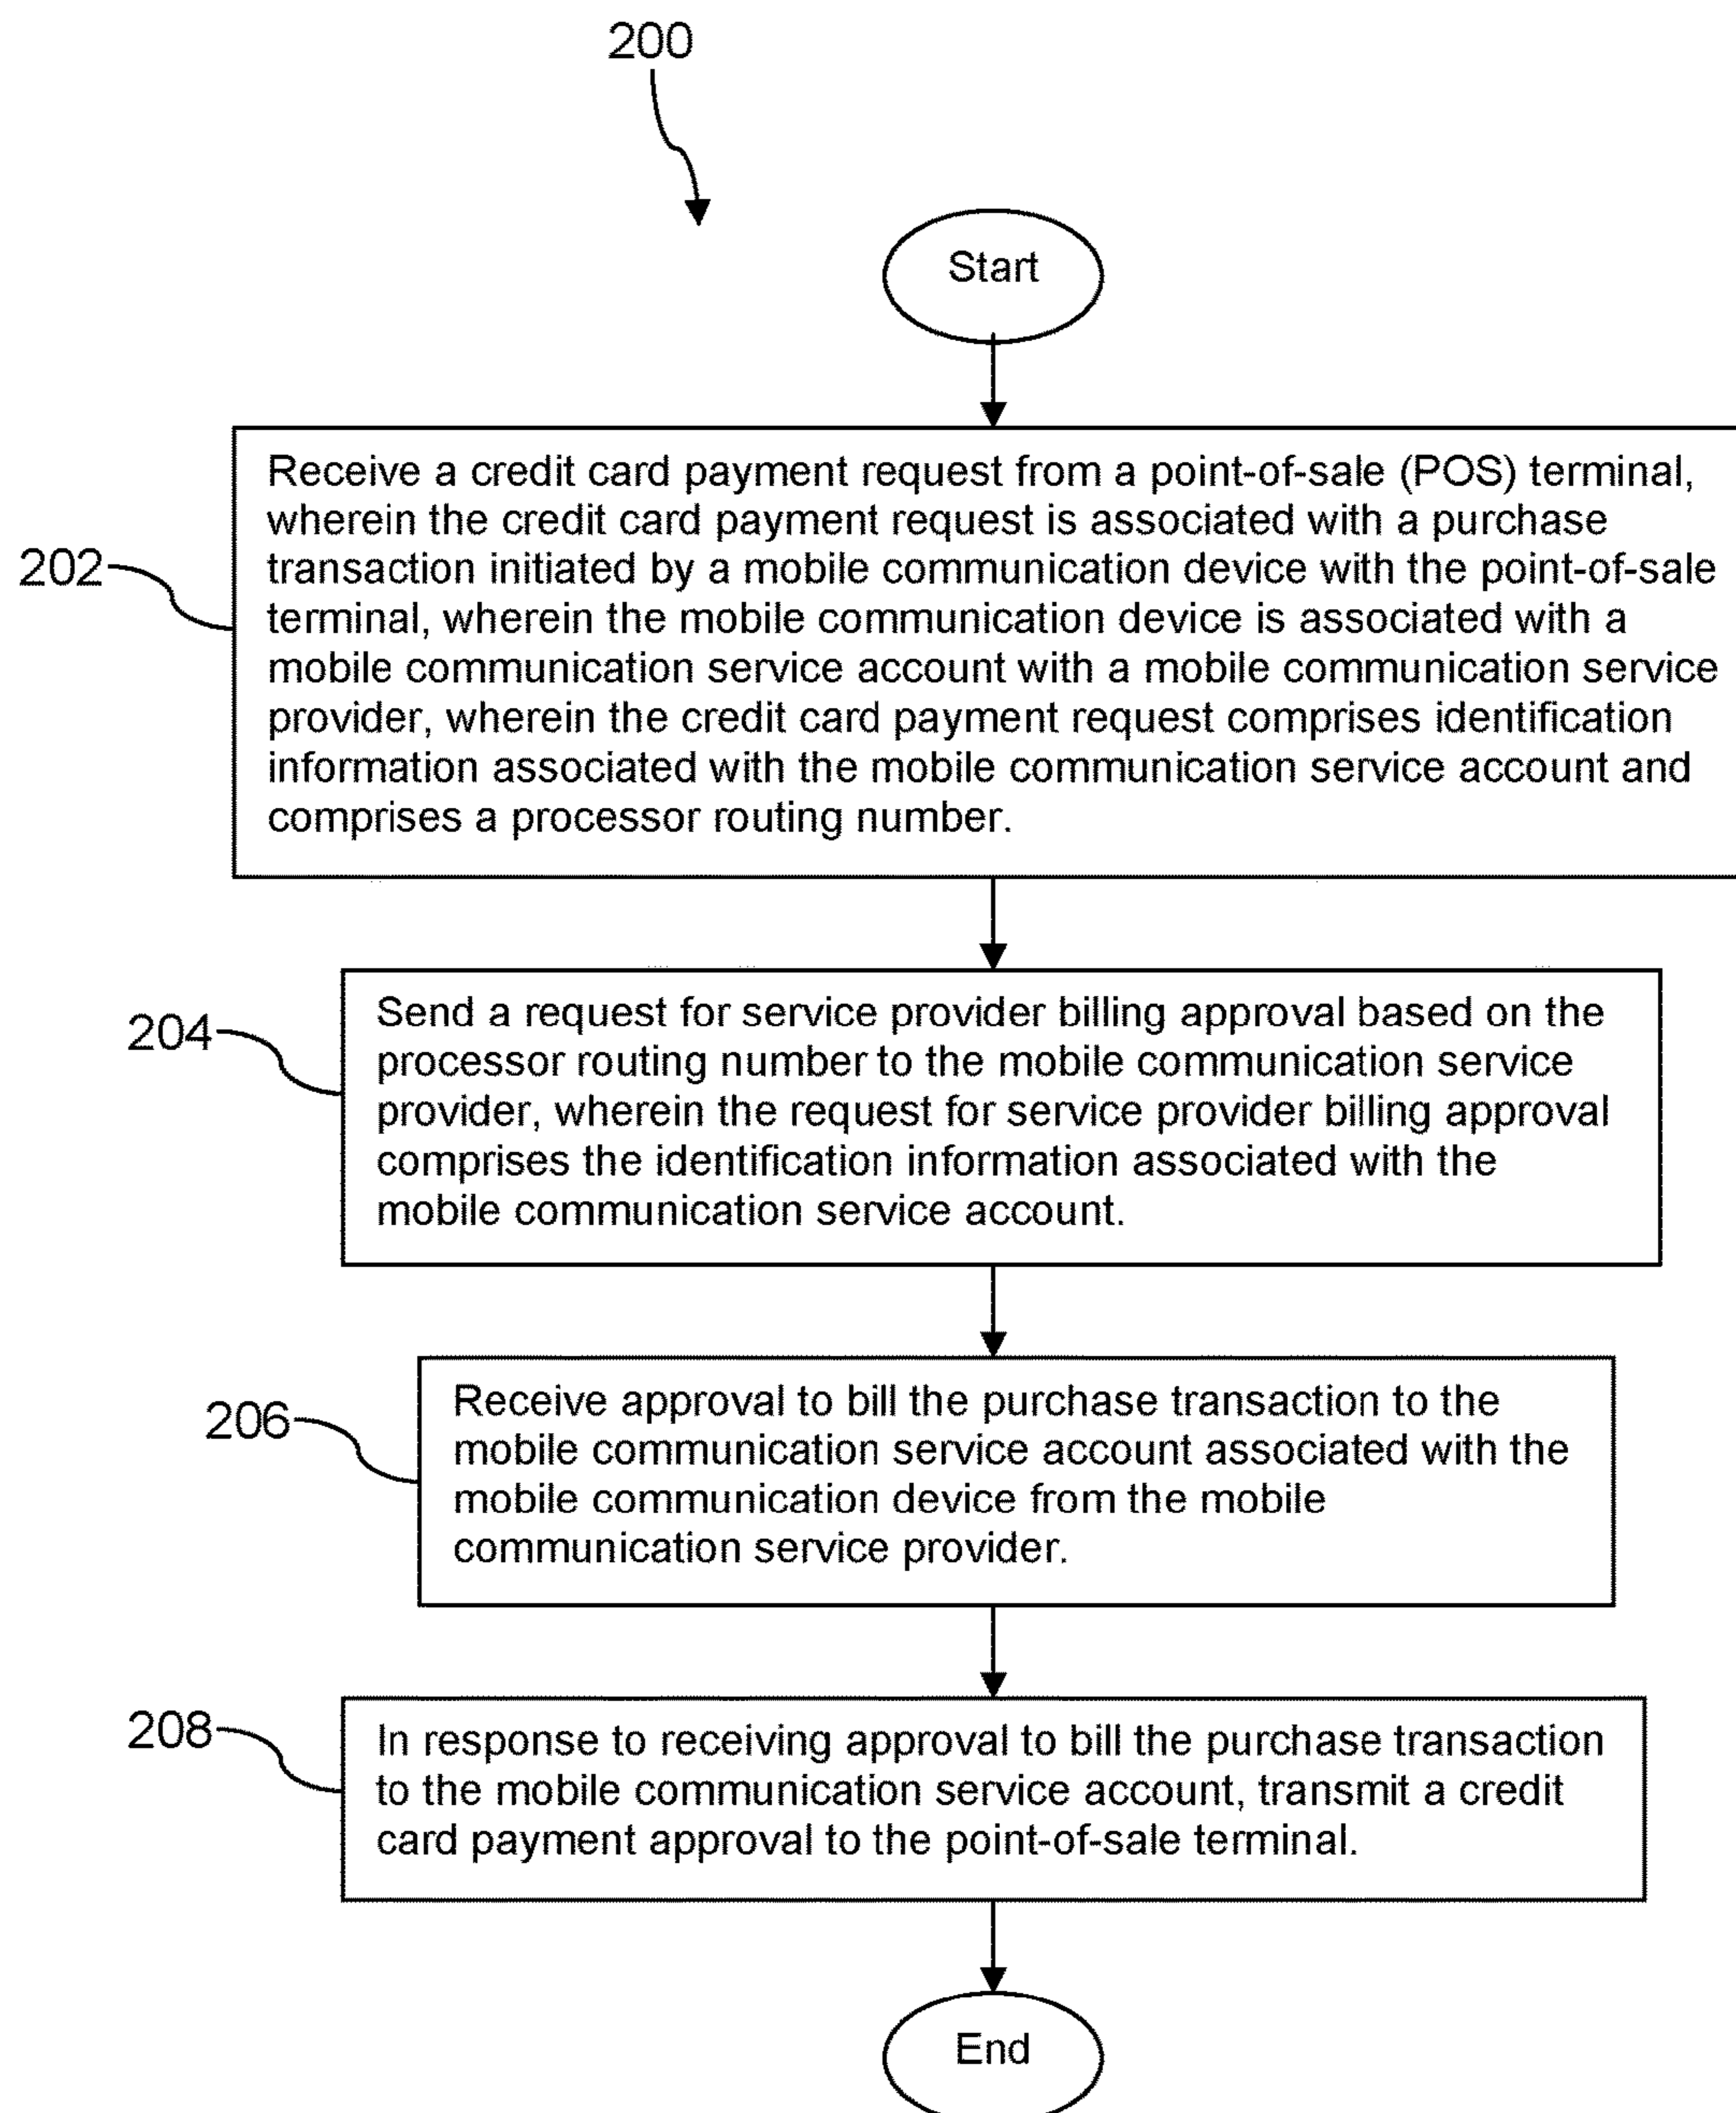 200
Start
202
Receive a credit card payment request from a point-of-sale (POS) terminal,
wherein the credit card payment request is associated with a purchase
transaction initiated by a mobile communication device with the point-of-sale
terminal, wherein the mobile communication device is associated with a
mobile communication service account with a mobile communication service
provider, wherein the credit card payment request comprises identification
information associated with the mobile communication service account and
comprises a processor routing number.
204
Send a request for service provider billing approval based on the
processor routing number to the mobile communication service
provider, wherein the request for service provider billing approval
comprises the identification information associated with the
mobile communication service account.
206
Receive approval to bill the purchase transaction to the
mobile communication service account associated with the
mobile communication device from the mobile
communication service provider.
208
In response to receiving approval to bill the purchase transaction
to the mobile communication service account, transmit a credit
card payment approval to the point-of-sale terminal.
End